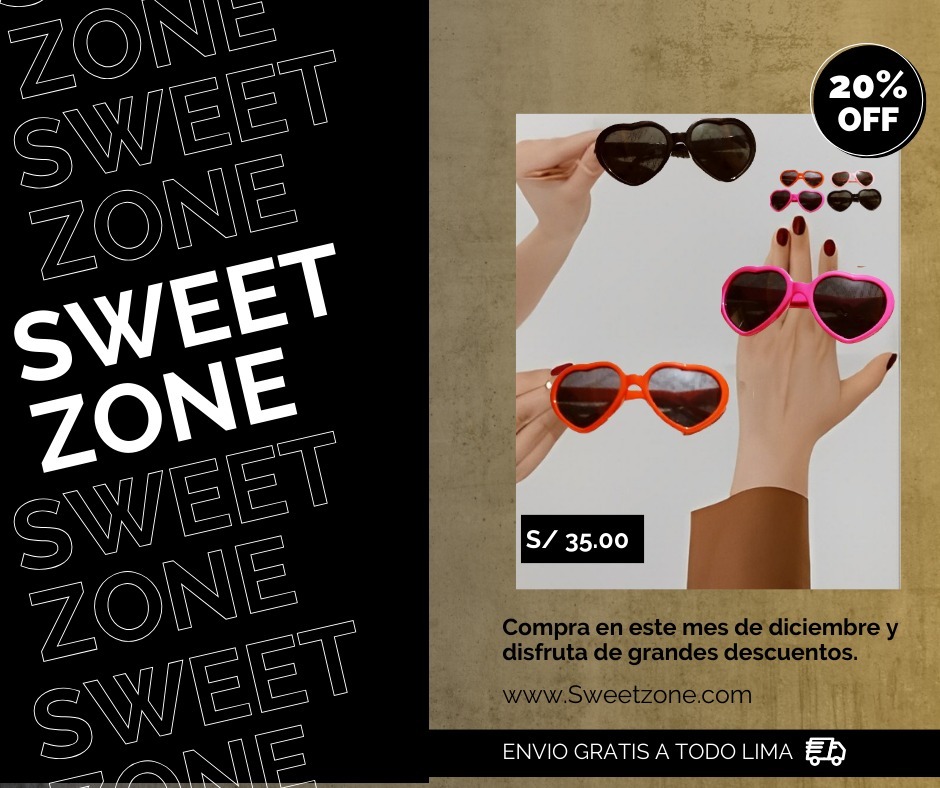 ZONE
SWEET
ZONE
SWEET
ZONE
SWEET
ZONE
SWEET
ZONE
20%
OFF
S/ 35.00
Compra en este mes de diciembre y
disfruta de grandes descuentos.
www.Sweetzone.com
ENVIO GRATIS A TODO LIMA